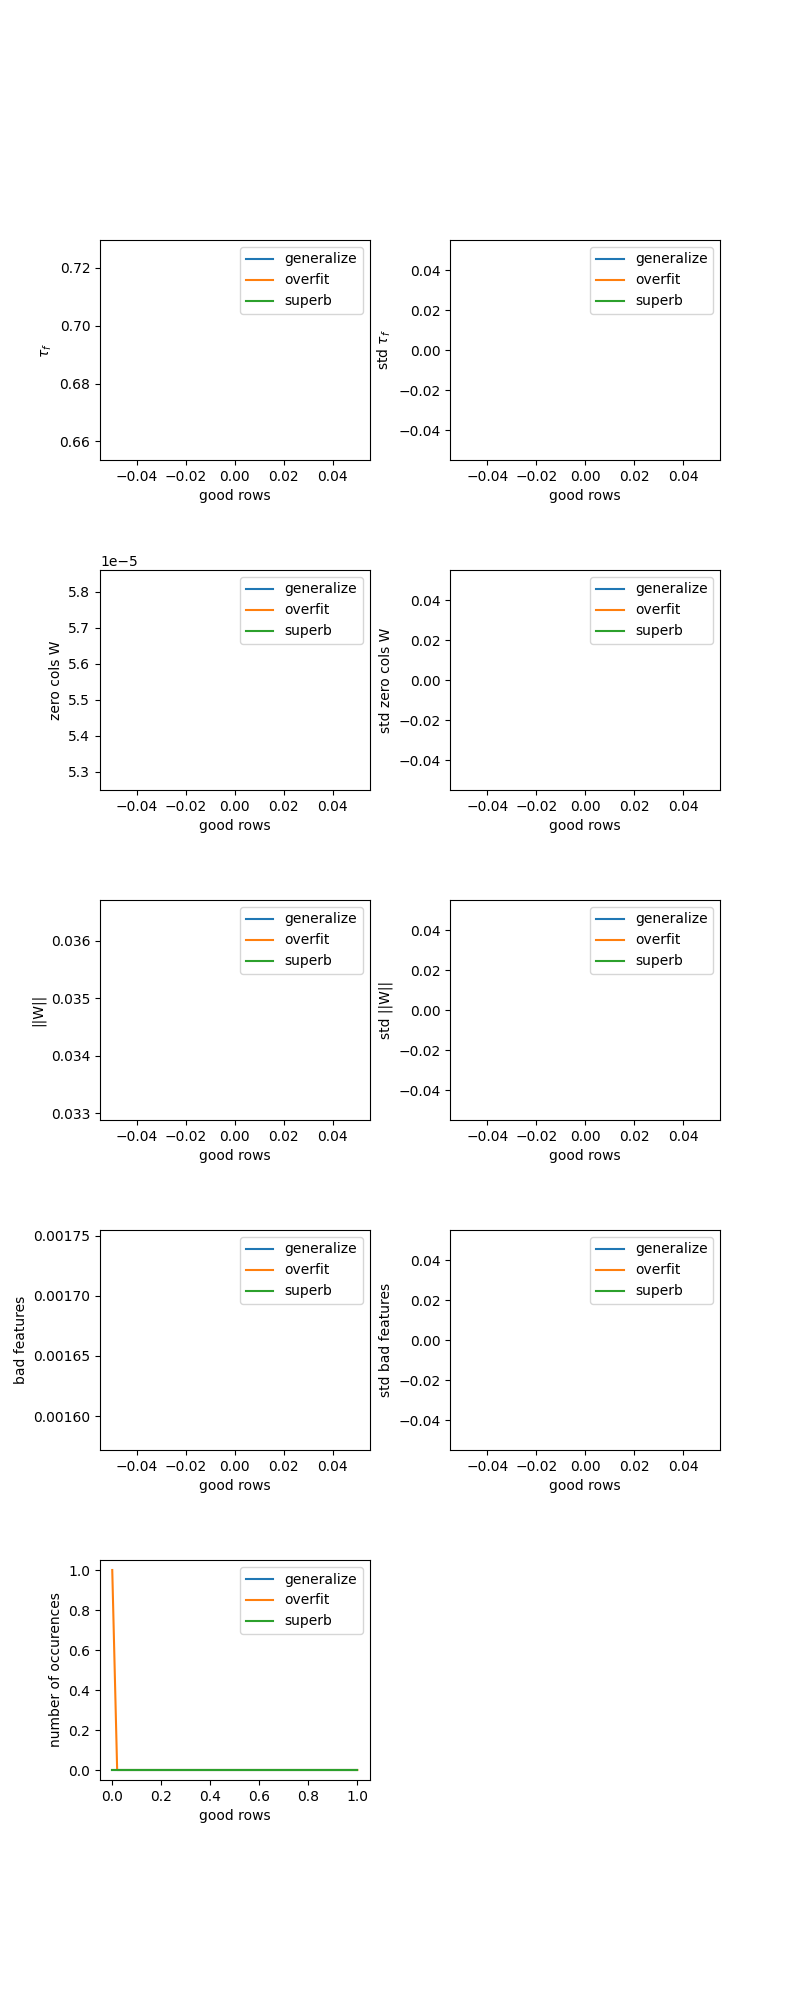 generalize
overfit
superb
0.72
0.70
0.68
0.66
τf
−0.04 −0.02 0.00 0.02 0.04
good rows
generalize
overfit
superb
0.04
0.02
0.00
−0.02
−0.04
std τf
−0.04 −0.02 0.00 0.02 0.04
good rows
1e−5
generalize
overfit
superb
5.8
5.7
5.6
5.5
5.4
5.3
zero cols W
−0.04 −0.02 0.00 0.02 0.04
good rows
generalize
overfit
superb
0.04
0.02
0.00
−0.02
−0.04
std zero cols W
−0.04 −0.02 0.00 0.02 0.04
good rows
generalize
overfit
superb
0.036
0.035
0.034
0.033
||W||
−0.04 −0.02 0.00 0.02 0.04
good rows
generalize
overfit
superb
0.04
0.02
0.00
−0.02
−0.04
std ||W||
−0.04 −0.02 0.00 0.02 0.04
good rows
generalize
overfit
superb
0.00175
0.00170
0.00165
0.00160
bad features
−0.04 −0.02 0.00 0.02 0.04
good rows
generalize
overfit
superb
0.04
0.02
0.00
−0.02
−0.04
std bad features
−0.04 −0.02 0.00 0.02 0.04
good rows
generalize
overfit
superb
1.0
0.8
0.6
0.4
0.2
0.0
number of occurences
0.0 0.2 0.4 0.6 0.8 1.0
good rows